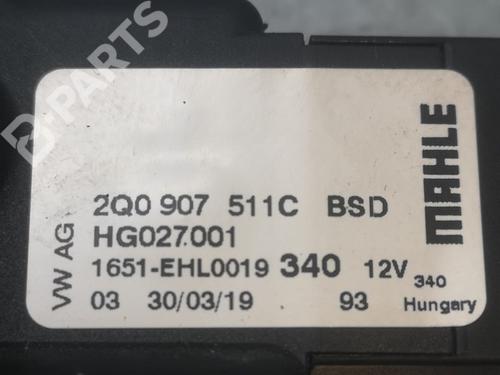 B PARTS
VW AG
2Q0 907 511C BSD
HG027.001
1651-EHL0019 340 12V
03 30/03/19 93
MAHLE
340
Hungary